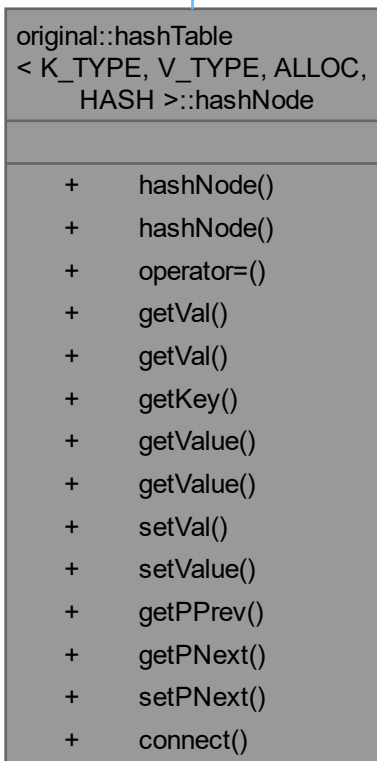 original::hashTable
< K_TYPE, V_TYPE, ALLOC,
HASH >::hashNode
+ hashNode()
+ hashNode()
+ operator=()
+ getVal()
+ getVal()
+ getKey()
+ getValue()
+ getValue()
+ setVal()
+ setValue()
+ getPPrev()
+ getPNext()
+ setPNext()
+ connect()